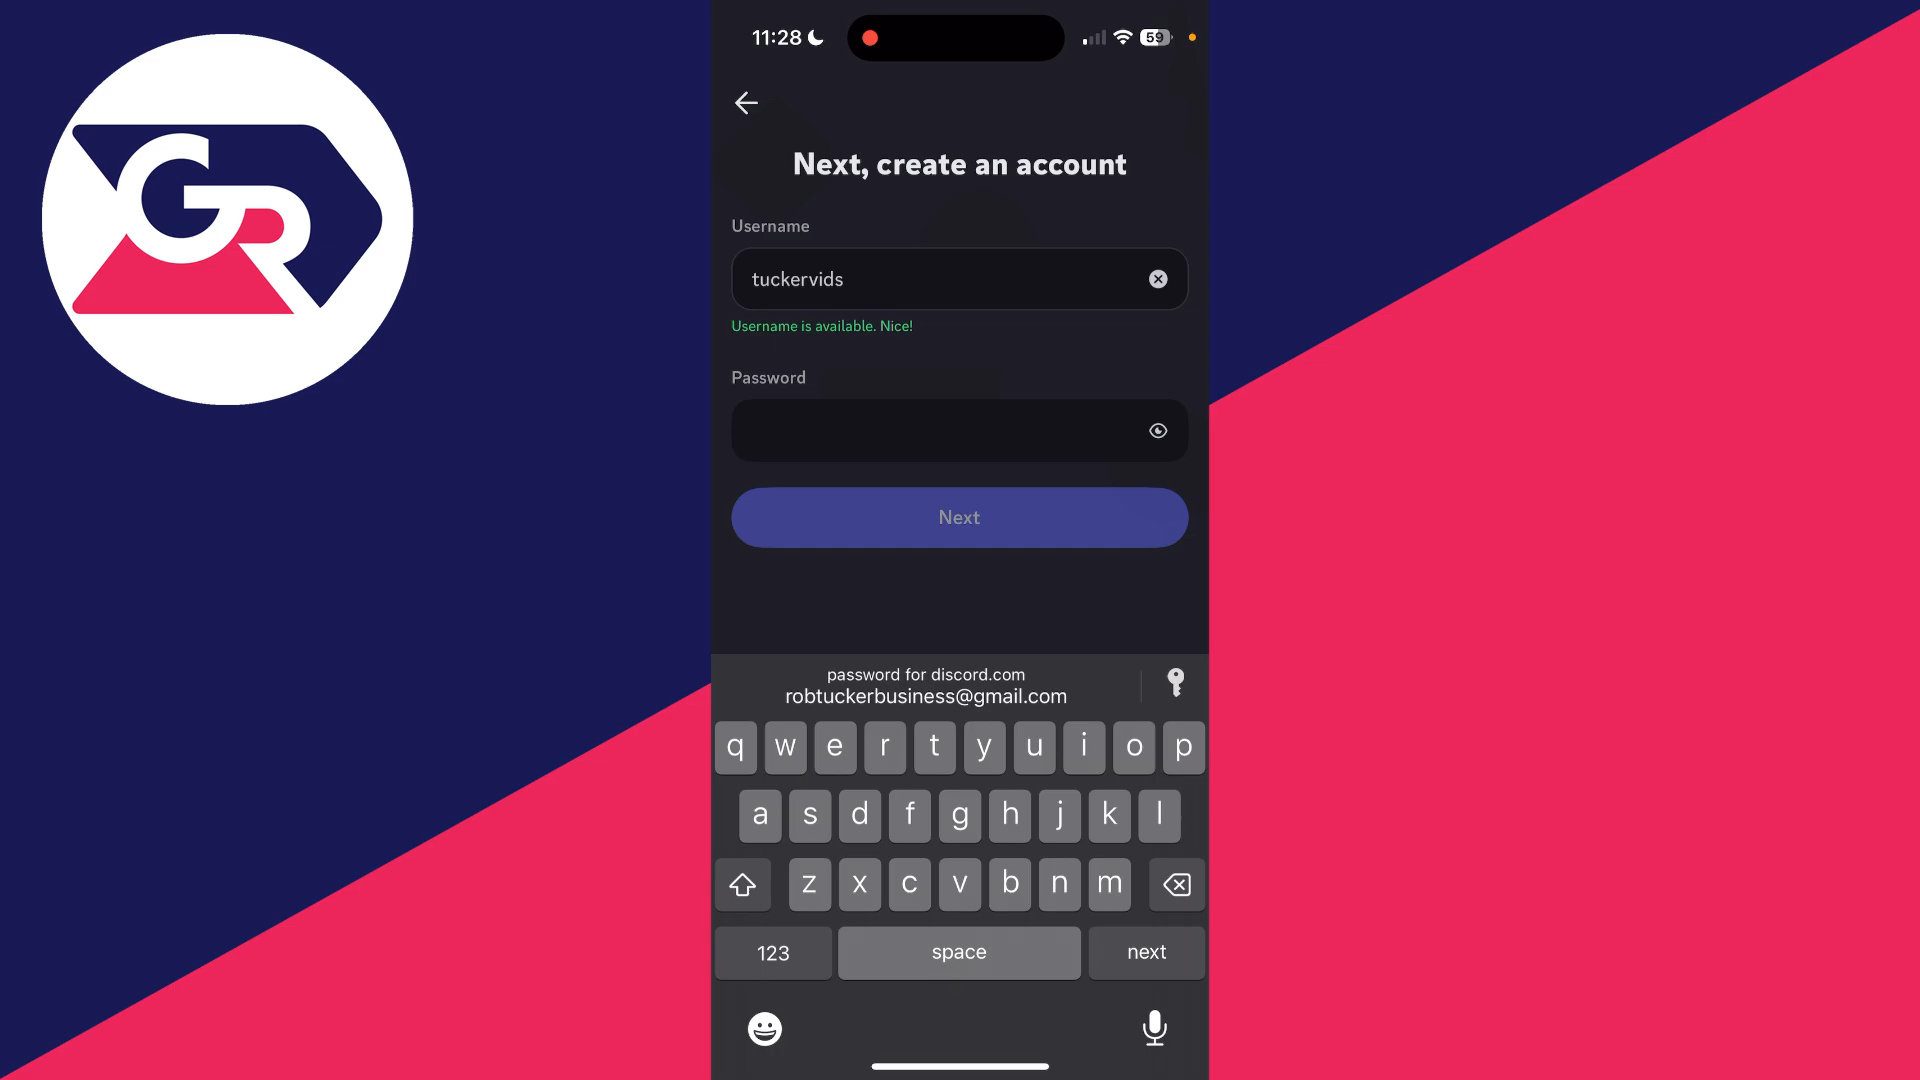 GR
11:28
59
Next, create an account
Username
tuckervids
Username is available. Nice!
Password
Next
password for discord.com
robtuckerbusiness@gmail.com
q w e r t y u i o p
a s d f g h j k l
z x c v b n m
123 space next